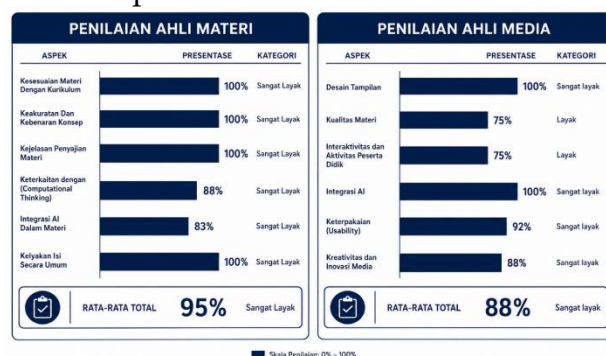 PENILAIAN AHLI MATERI
ASPEK PRESENTASE KATEGORI
Kesesuaian Materi
Dengan Kurikulum 100% Sangat Layak
Keakuratan Dan
Kebenaran Konsep 100% Sangat Layak
Kejelasan Penyajian
Materi 100% Sangat Layak
Keterkaitan dengan
(Computational
Thinking) 88% Sangat Layak
Integrasi AI
Dalam Materi 83% Sangat Layak
Kelyakan Isi
Secara Umum 100% Sangat Layak
RATA-RATA TOTAL 95% Sangat Layak
PENILAIAN AHLI MEDIA
ASPEK PRESENTASE KATEGORI
Desain Tampilan 100% Sangat layak
Kualitas Materi 75% Layak
Interaktivitas dan
Aktivitas Peserta
Didik 75% Layak
Integrasi AI 100% Sangat layak
Keterpakaian
(Usability) 92% Sangat layak
Kreativitas dan
Inovasi Media 88% Sangat layak
RATA-RATA TOTAL 88% Sangat layak
Skala Penilaian: 0% – 100%